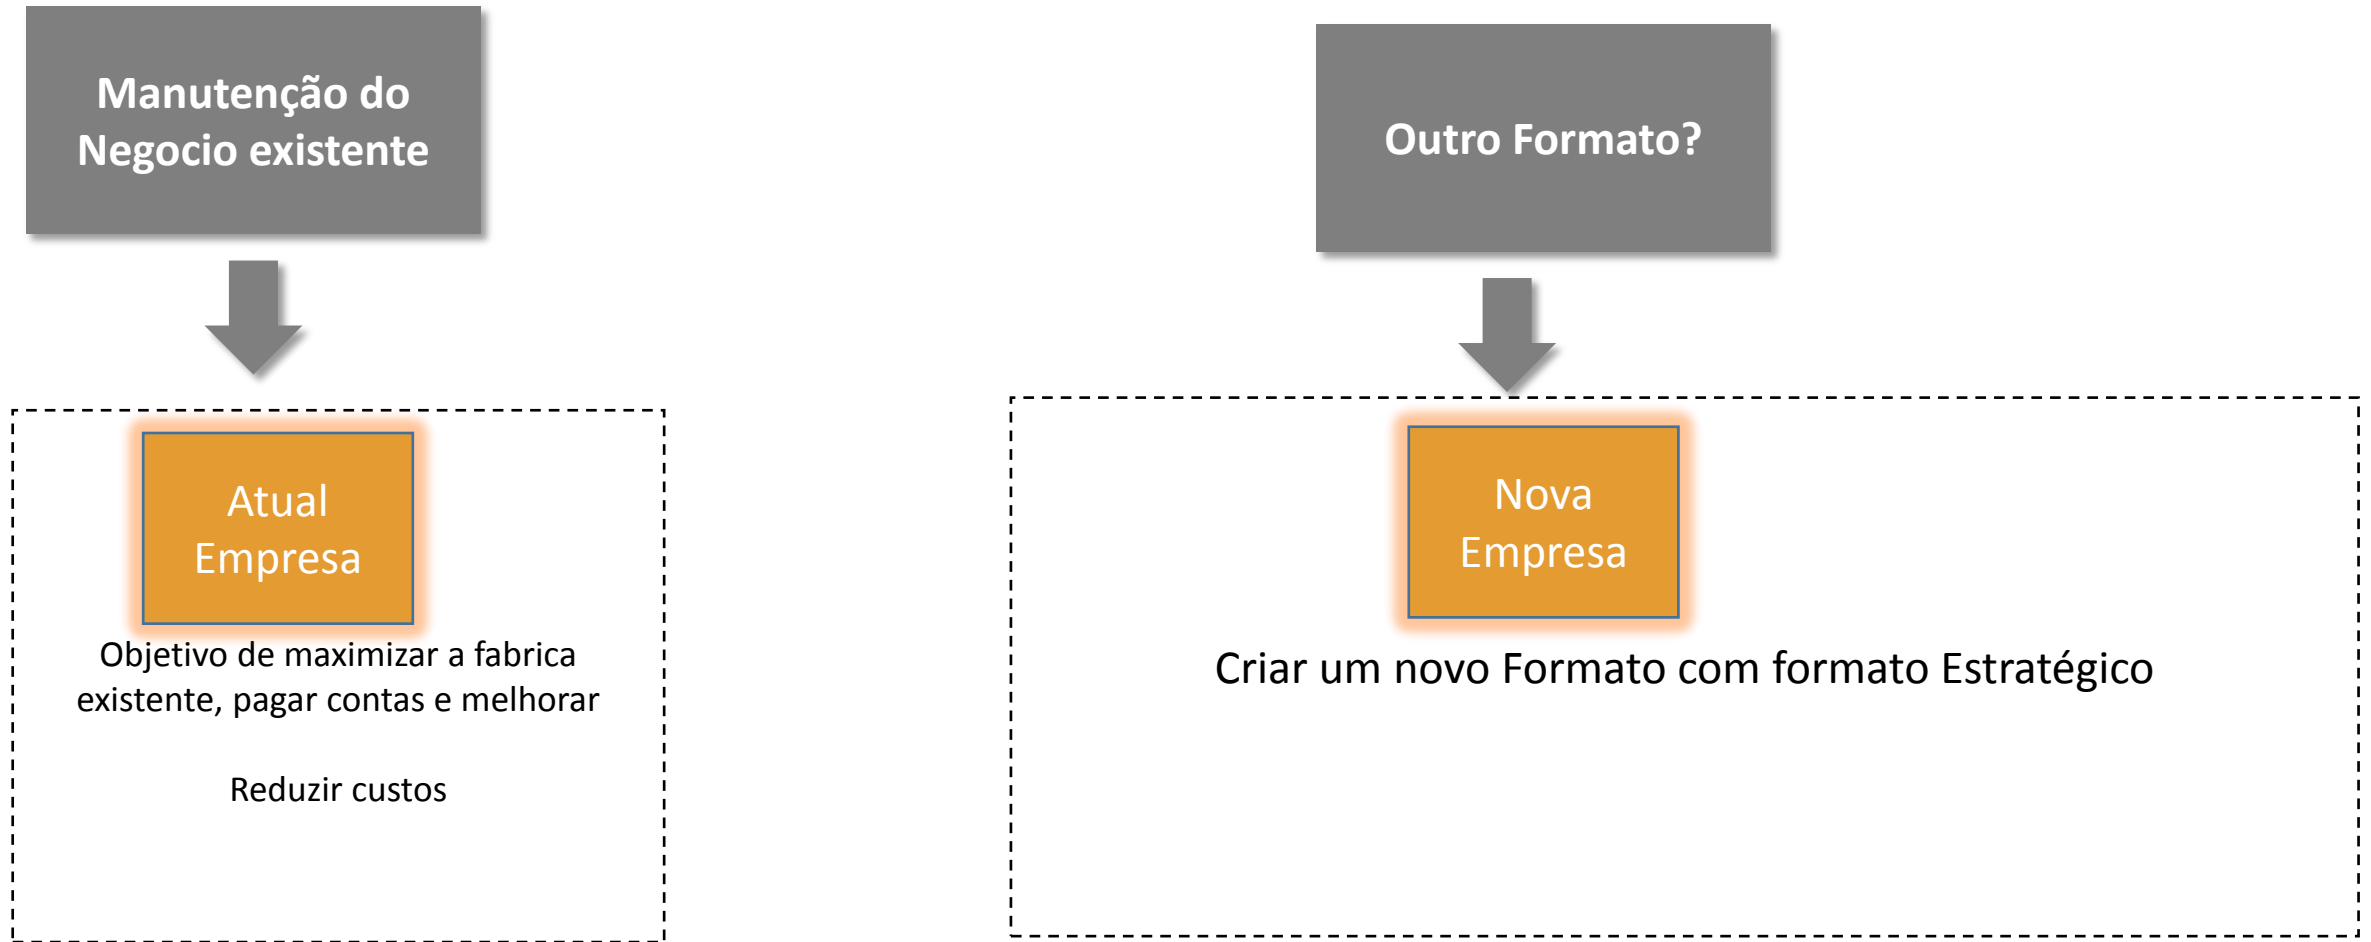 Manutenção do
Negocio existente
Outro Formato?
Atual
Empresa
Objetivo de maximizar a fabrica
existente, pagar contas e melhorar
Reduzir custos
Nova
Empresa
Criar um novo Formato com formato Estratégico